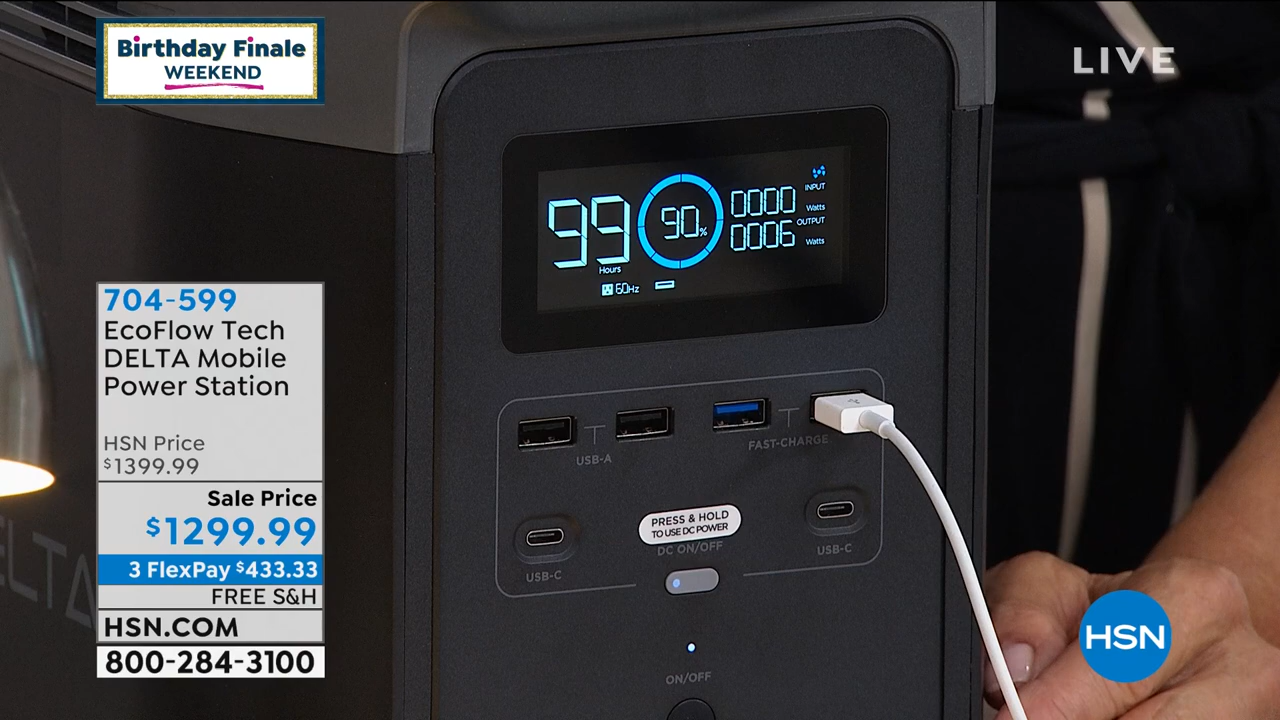 Birthday Finale
WEEKEND
LIVE
99
Hours
90%
0000
INPUT
Watts
0006
OUTPUT
Watts
60Hz
USB-A
FAST-CHARGE
USB-C
PRESS & HOLD
TO USE DC POWER
DC ON/OFF
USB-C
ON/OFF
DELTA
704-599
EcoFlow Tech
DELTA Mobile
Power Station
HSN Price
$1399.99
Sale Price
$1299.99
3 FlexPay $433.33
FREE S&H
HSN.COM
800-284-3100
HSN